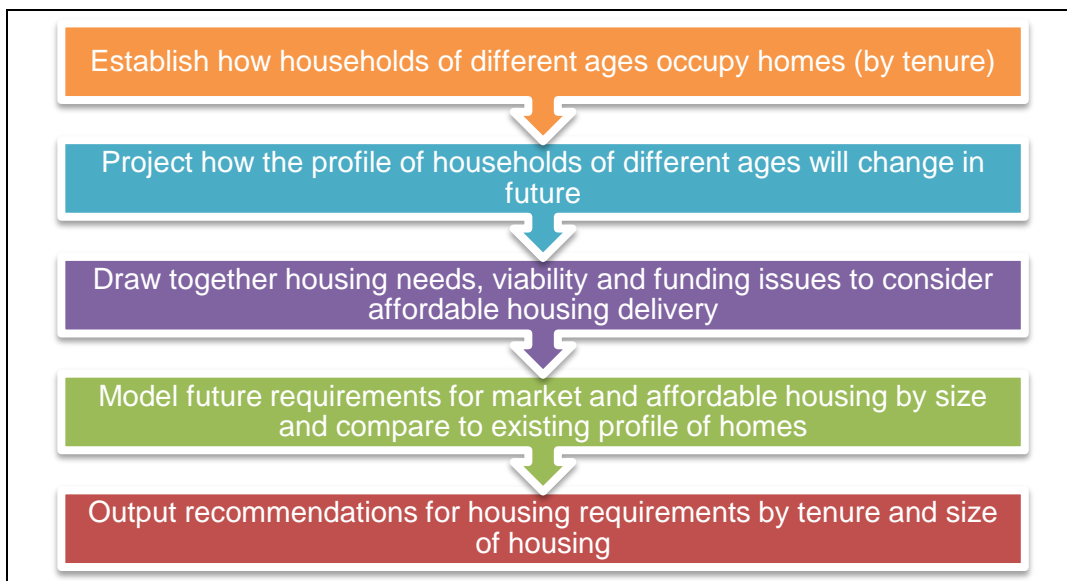 Establish how households of different ages occupy homes (by tenure)
Project how the profile of households of different ages will change in
future
Draw together housing needs, viability and funding issues to consider
affordable housing delivery
Model future requirements for market and affordable housing by size
and compare to existing profile of homes
Output recommendations for housing requirements by tenure and size
of housing